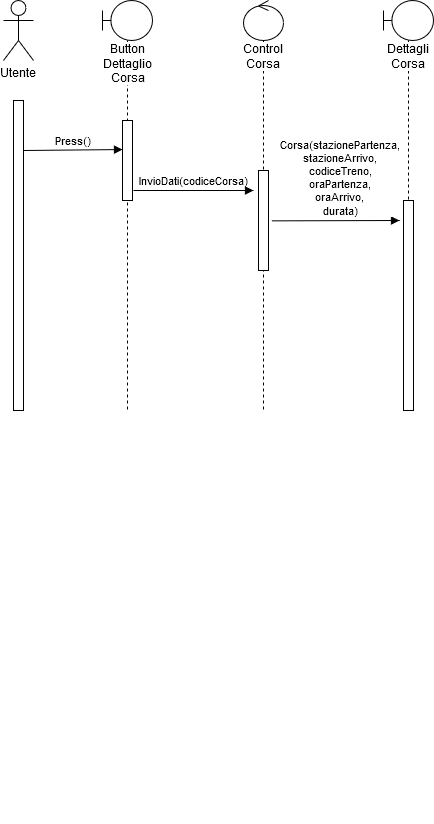 Utente
Button
Dettaglio
Corsa
Control
Corsa
Dettagli
Corsa
Press()
InvioDati(codiceCorsa)
Corsa(stazionePartenza,
stazioneArrivo,
codiceTreno,
oraPartenza,
oraArrivo,
durata)